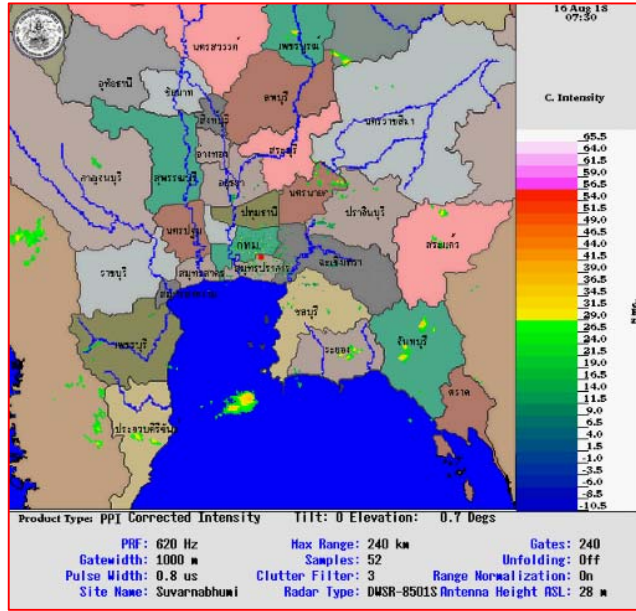 16 Aug 18
07:30
C. Intensity
65.5
64.0
61.5
59.0
56.5
54.0
51.5
49.0
46.5
44.0
41.5
39.0
36.5
34.0
31.5
29.0
26.5
24.0
21.5
19.0
16.5
14.0
11.5
9.0
6.5
4.0
1.5
-1.0
-3.5
-6.0
-8.5
-10.5
นครสวรรค์
เพชรบูรณ์
อุทัยธานี
ชัยนาท
ลพบุรี
สิงห์บุรี
นครราชสีมา
อ่างทอง
สระบุรี
กาญจนบุรี
สุพรรณบุรี
อยุธยา
นครนายก
ปราจีนบุรี
ปทุมธานี
นครปฐม
กทม.
สระแก้ว
ราชบุรี
สมุทรสาคร
สมุทรปราการ
ฉะเชิงเทรา
ชลบุรี
เพชรบุรี
ระยอง
จันทบุรี
ตราด
ประจวบคีรีขันธ์
Product Type: PPI Corrected Intensity Tilt: 0 Elevation: 0.7 Degs
PRF: 620 Hz Max Range: 240 km Gates: 240
Gatewidth: 1000 m Samples: 52 Unfolding: Off
Pulse Width: 0.8 us Clutter Filter: 3 Range Normalization: On
Site Name: Suvarnabhumi Radar Type: DWSR-8501S Antenna Height ASL: 28 m